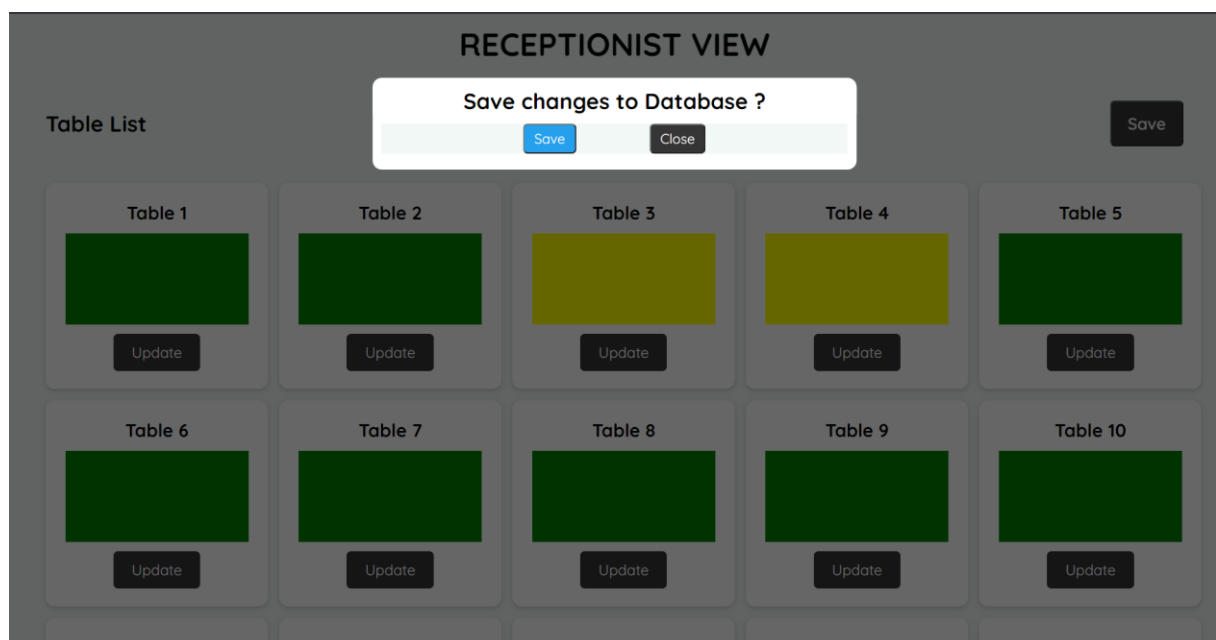 RECEPTIONIST VIEW
Save changes to Database ?
Save
Close
Table List
Save
Table 1
Table 2
Table 3
Table 4
Table 5
Update
Update
Update
Update
Update
Table 6
Table 7
Table 8
Table 9
Table 10
Update
Update
Update
Update
Update